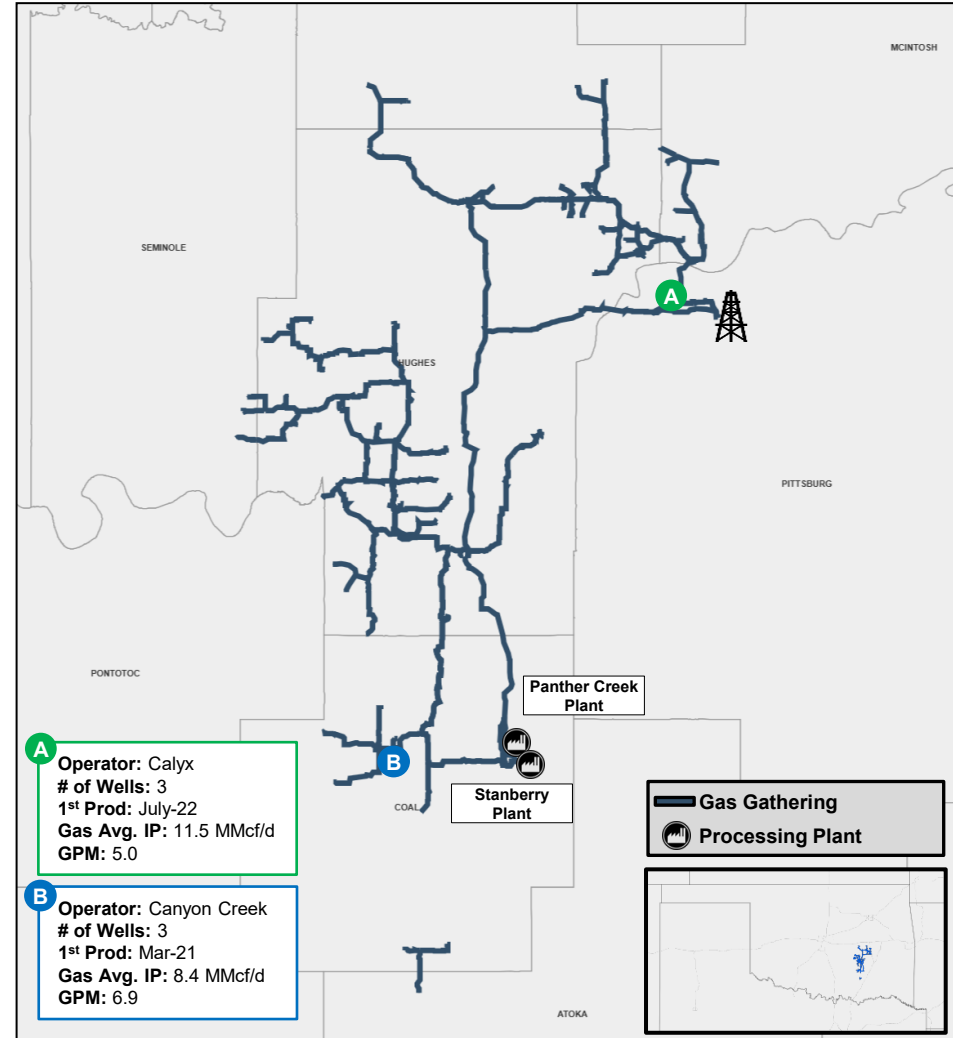 MCINTOSH
SEMINOLE
A
HUGHES
PITTSBURG
PONTOTOC
Panther Creek
Plant
B
Stanberry
Plant
COAL
A
Operator: Calyx
# of Wells: 3
1st Prod: July-22
Gas Avg. IP: 11.5 MMcf/d
GPM: 5.0
B
Operator: Canyon Creek
# of Wells: 3
1st Prod: Mar-21
Gas Avg. IP: 8.4 MMcf/d
GPM: 6.9
Gas Gathering
Processing Plant
ATOKA